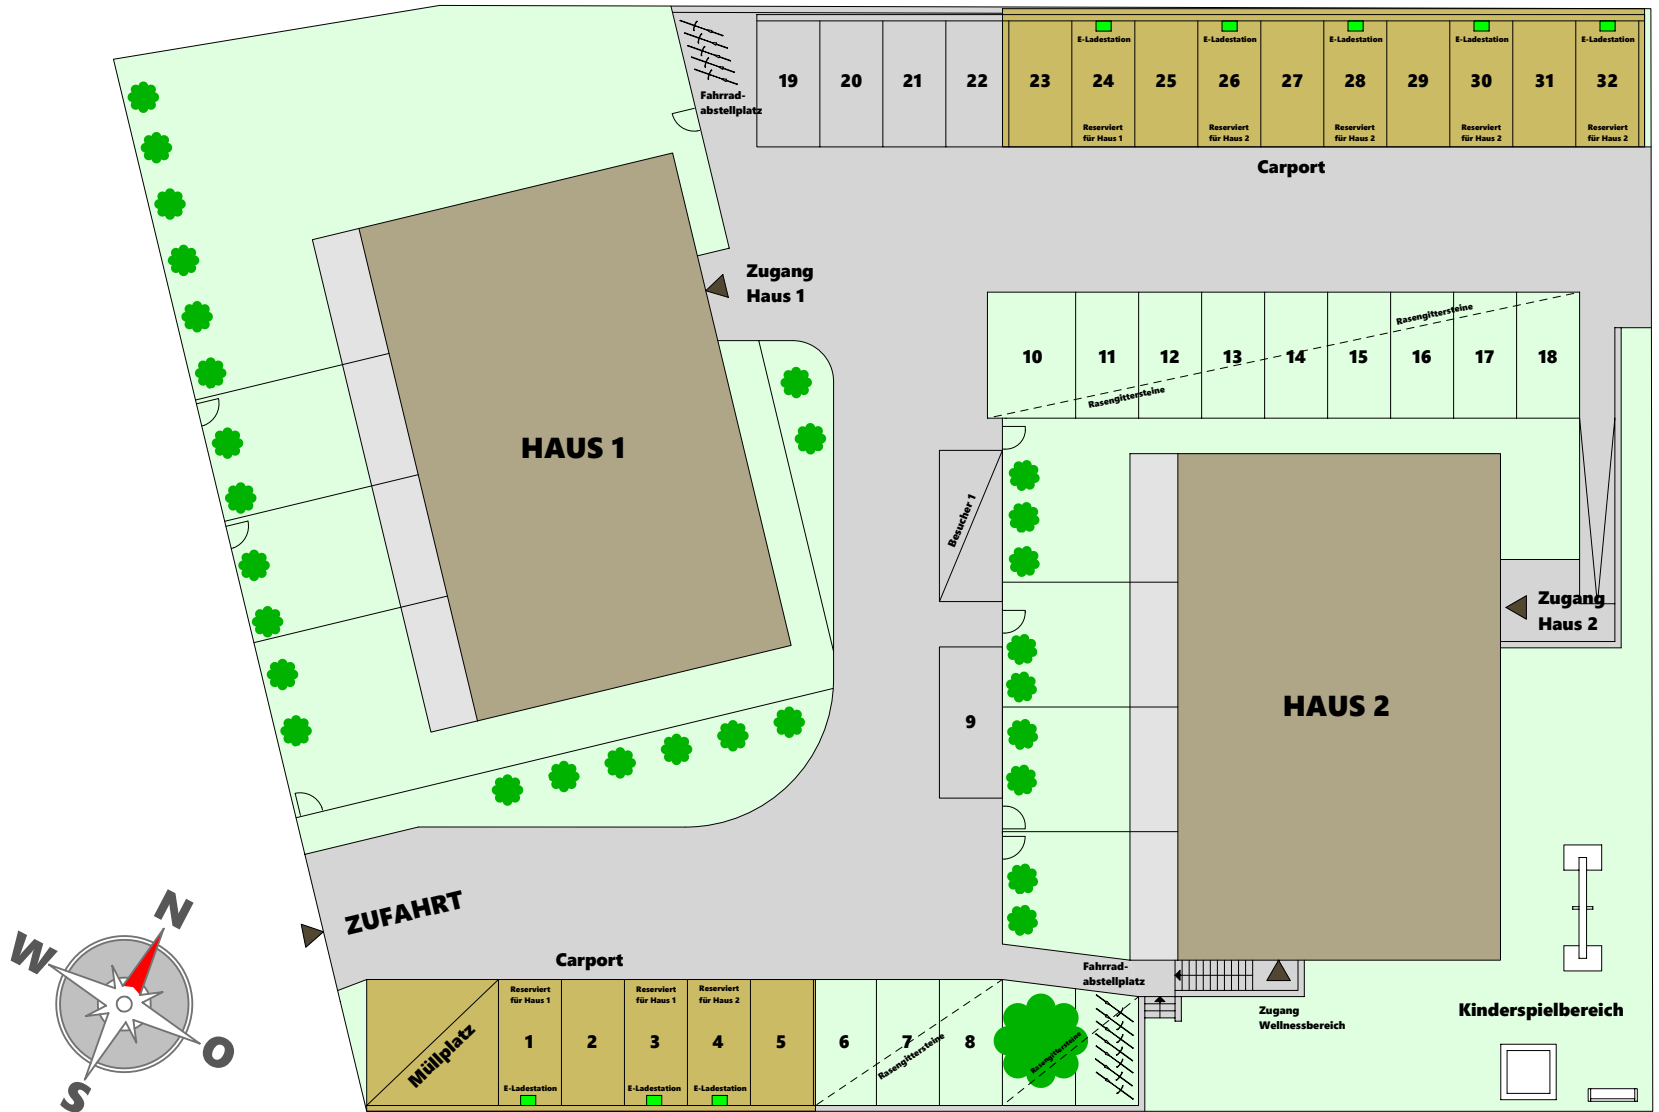 E-Ladestation
E-Ladestation
E-Ladestation
E-Ladestation
E-Ladestation
19 20 21 22 23 24 25 26 27 28 29 30 31 32
Fahrrad-
abstellplatz
Reserviert
für Haus 1
Reserviert
für Haus 2
Reserviert
für Haus 2
Reserviert
für Haus 2
Reserviert
für Haus 2
Carport
Zugang
Haus 1
Rasengittersteine
10 11 12 13 14 15 16 17 18
Rasengittersteine
HAUS 1
Besucher 1
Zugang
Haus 2
HAUS 2
9
ZUFAHRT
N
W
O
S
Carport
Fahrrad-
abstellplatz
Zugang
Wellnessbereich
Kinderspielbereich
Reserviert
für Haus 1
Reserviert
für Haus 1
Reserviert
für Haus 2
Müllplatz
1 2 3 4 5 6 7 8
Rasengittersteine
Rasengittersteine
E-Ladestation
E-Ladestation
E-Ladestation